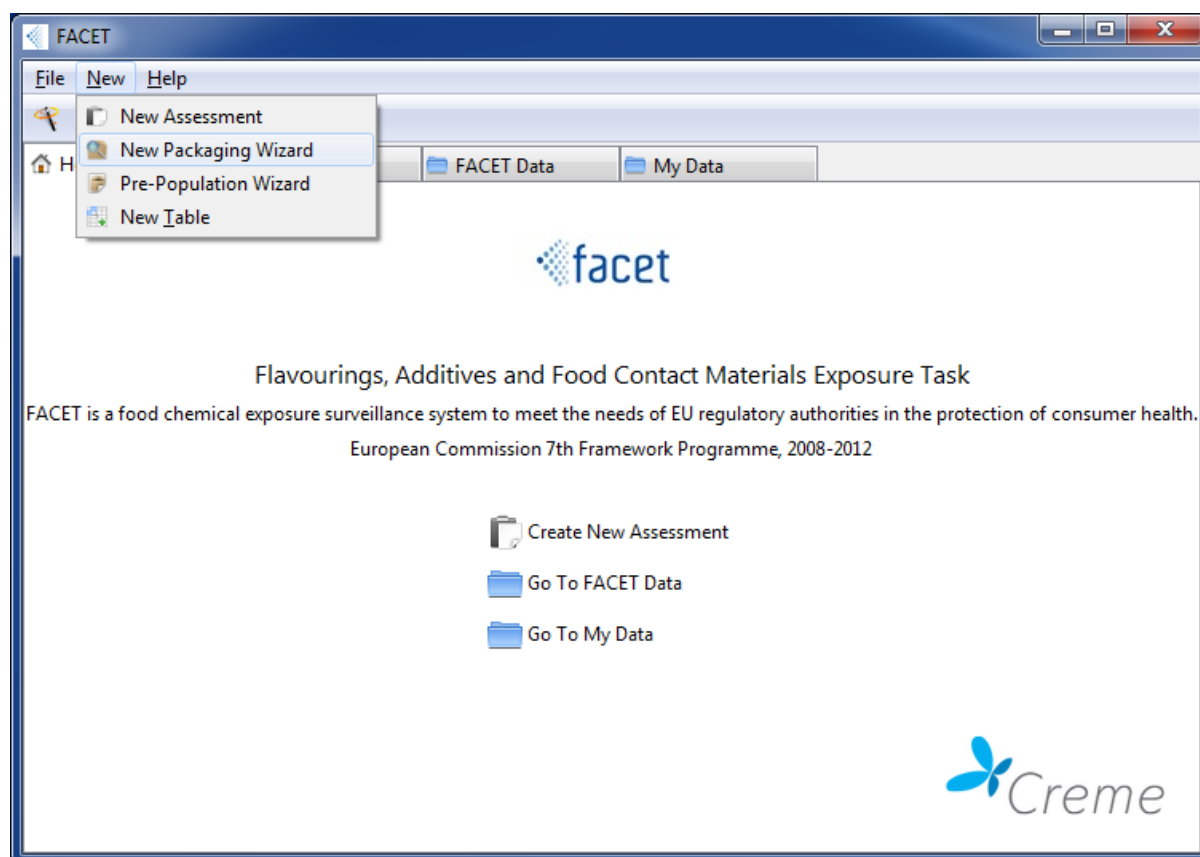 FACET
File New Help
New Assessment
New Packaging Wizard
Pre-Population Wizard
New Table
H
FACET Data
My Data
facet
Flavourings, Additives and Food Contact Materials Exposure Task
FACET is a food chemical exposure surveillance system to meet the needs of EU regulatory authorities in the protection of consumer health.
European Commission 7th Framework Programme, 2008-2012
Create New Assessment
Go To FACET Data
Go To My Data
Creme